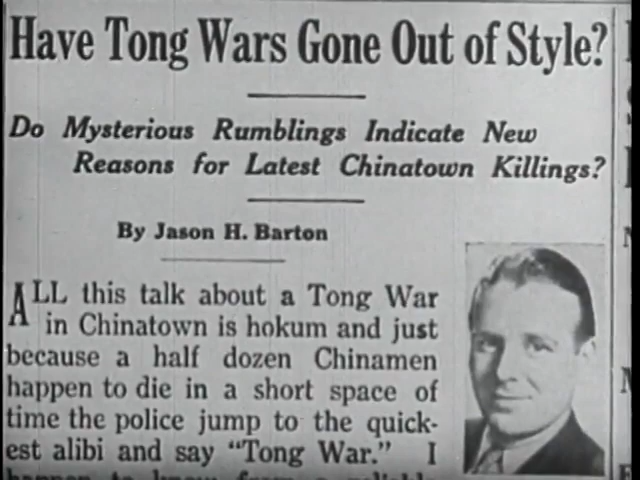 Have Tong Wars Gone Out of Style?
Do Mysterious Rumblings Indicate New
Reasons for Latest Chinatown Killings?
By Jason H. Barton
ALL this talk about a Tong War
in Chinatown is hokum and just
because a half dozen Chinamen
happen to die in a short space of
time the police jump to the quick-
est alibi and say "Tong War." I